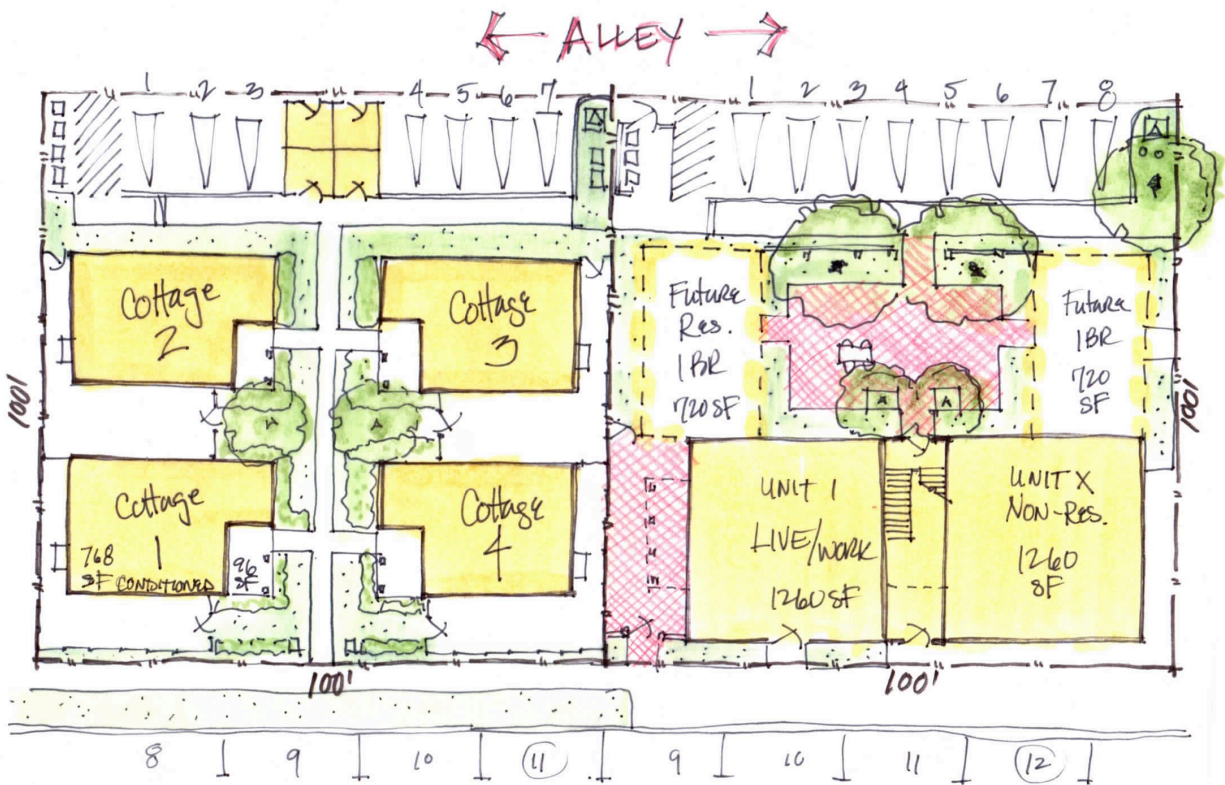 ALLEY
1 2 3 4 5 6 7 1 2 3 4 5 6 7 8
Cottage
2
Cottage
3
Future
Res.
1BR
720 SF
Future
1BR
720
SF
100'
100'
Cottage
1
768
SF CONDITIONED
96
SF
Cottage
4
UNIT 1
LIVE/WORK
1260 SF
UNIT X
NON-RES.
1260
SF
100'
100'
8 9 10 11 9 10 11 12